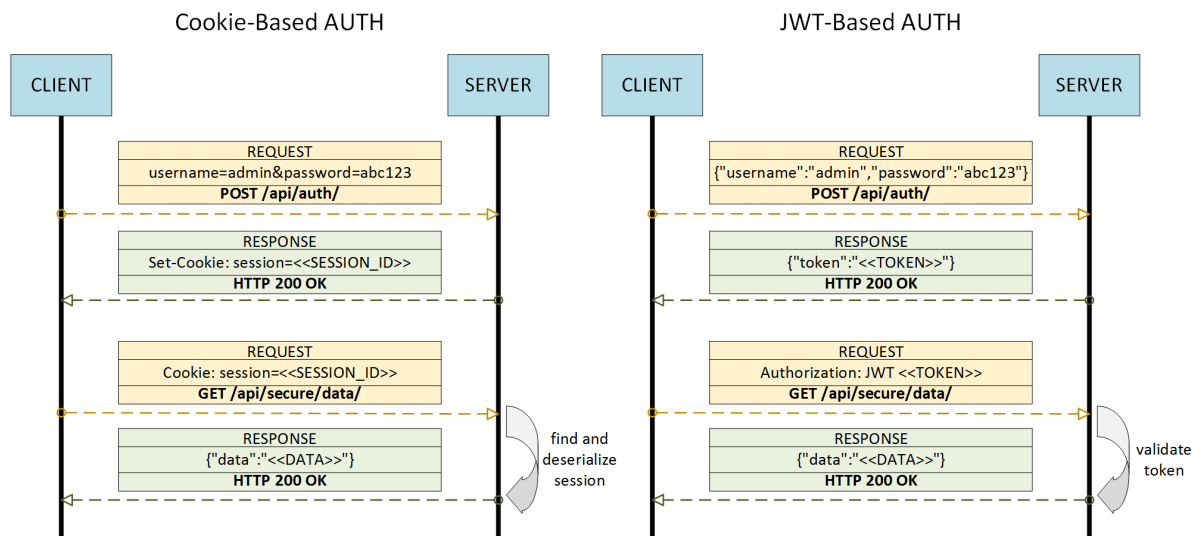 Cookie-Based AUTH
CLIENT
SERVER
REQUEST
username=admin&password=abc123
POST /api/auth/
RESPONSE
Set-Cookie: session=<<SESSION_ID>>
HTTP 200 OK
REQUEST
Cookie: session=<<SESSION_ID>>
GET /api/secure/data/
find and
deserialize
session
RESPONSE
{"data":"<<DATA>>"}
HTTP 200 OK
JWT-Based AUTH
CLIENT
SERVER
REQUEST
{"username":"admin","password":"abc123"}
POST /api/auth/
RESPONSE
{"token":"<<TOKEN>>"}
HTTP 200 OK
REQUEST
Authorization: JWT <<TOKEN>>
GET /api/secure/data/
validate
token
RESPONSE
{"data":"<<DATA>>"}
HTTP 200 OK